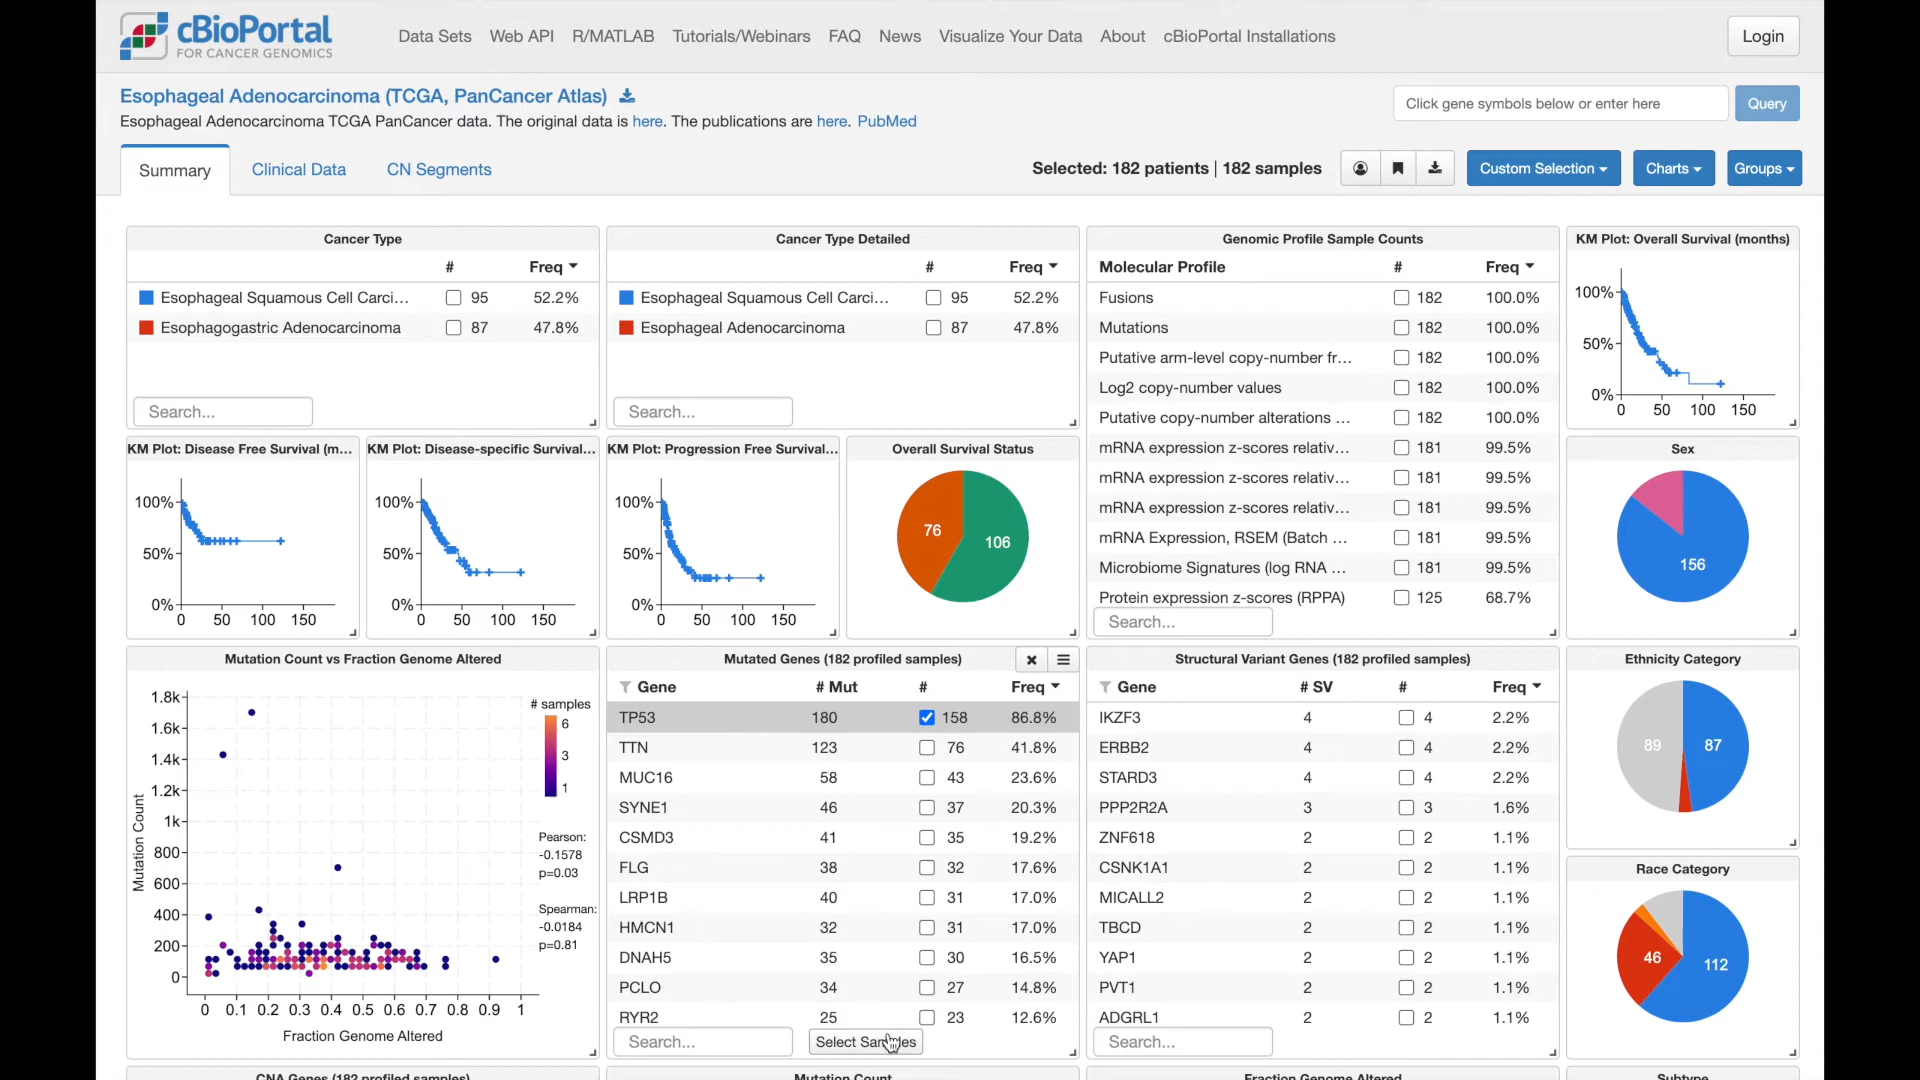 cBioPortal
FOR CANCER GENOMICS
Data Sets Web API R/MATLAB Tutorials/Webinars FAQ News Visualize Your Data About cBioPortal Installations
Login
Esophageal Adenocarcinoma (TCGA, PanCancer Atlas)
Esophageal Adenocarcinoma TCGA PanCancer data. The original data is here. The publications are here. PubMed
Click gene symbols below or enter here
Query
Summary Clinical Data CN Segments
Selected: 182 patients | 182 samples
Custom Selection Charts Groups
Cancer Type
# Freq
Esophageal Squamous Cell Carci... 95 52.2%
Esophagogastric Adenocarcinoma 87 47.8%
Search...
Cancer Type Detailed
# Freq
Esophageal Squamous Cell Carci... 95 52.2%
Esophageal Adenocarcinoma 87 47.8%
Search...
Genomic Profile Sample Counts
Molecular Profile # Freq
Fusions 182 100.0%
Mutations 182 100.0%
Putative arm-level copy-number fr... 182 100.0%
Log2 copy-number values 182 100.0%
Putative copy-number alterations ... 182 100.0%
mRNA expression z-scores relativ... 181 99.5%
mRNA expression z-scores relativ... 181 99.5%
mRNA expression z-scores relativ... 181 99.5%
mRNA Expression, RSEM (Batch ... 181 99.5%
Microbiome Signatures (log RNA ... 181 99.5%
Protein expression z-scores (RPPA) 125 68.7%
Search...
KM Plot: Overall Survival (months)
100%
50%
0%
0 50 100 150
KM Plot: Disease Free Survival (m...
100%
50%
0%
0 50 100 150
KM Plot: Disease-specific Survival...
100%
50%
0%
0 50 100 150
KM Plot: Progression Free Survival...
100%
50%
0%
0 50 100 150
Overall Survival Status
76
106
Sex
156
Mutation Count vs Fraction Genome Altered
Mutation Count
1.8k
1.6k
1.4k
1.2k
1k
800
600
400
200
0
0 0.1 0.2 0.3 0.4 0.5 0.6 0.7 0.8 0.9 1
Fraction Genome Altered
# samples
6
3
1
Pearson:
-0.1578
p=0.03
Spearman:
-0.0184
p=0.81
Mutated Genes (182 profiled samples)
Gene # Mut # Freq
TP53 180 158 86.8%
TTN 123 76 41.8%
MUC16 58 43 23.6%
SYNE1 46 37 20.3%
CSMD3 41 35 19.2%
FLG 38 32 17.6%
LRP1B 40 31 17.0%
HMCN1 32 31 17.0%
DNAH5 35 30 16.5%
PCLO 34 27 14.8%
RYR2 25 23 12.6%
Search... Select Samples
Structural Variant Genes (182 profiled samples)
Gene # SV # Freq
IKZF3 4 4 2.2%
ERBB2 4 4 2.2%
STARD3 4 4 2.2%
PPP2R2A 3 3 1.6%
ZNF618 2 2 1.1%
CSNK1A1 2 2 1.1%
MICALL2 2 2 1.1%
TBCD 2 2 1.1%
YAP1 2 2 1.1%
PVT1 2 2 1.1%
ADGRL1 2 2 1.1%
Search...
Ethnicity Category
89 87
Race Category
46 112
CNA Genes (182 profiled samples)
Mutation Count
Fraction Genome Altered
Subtype